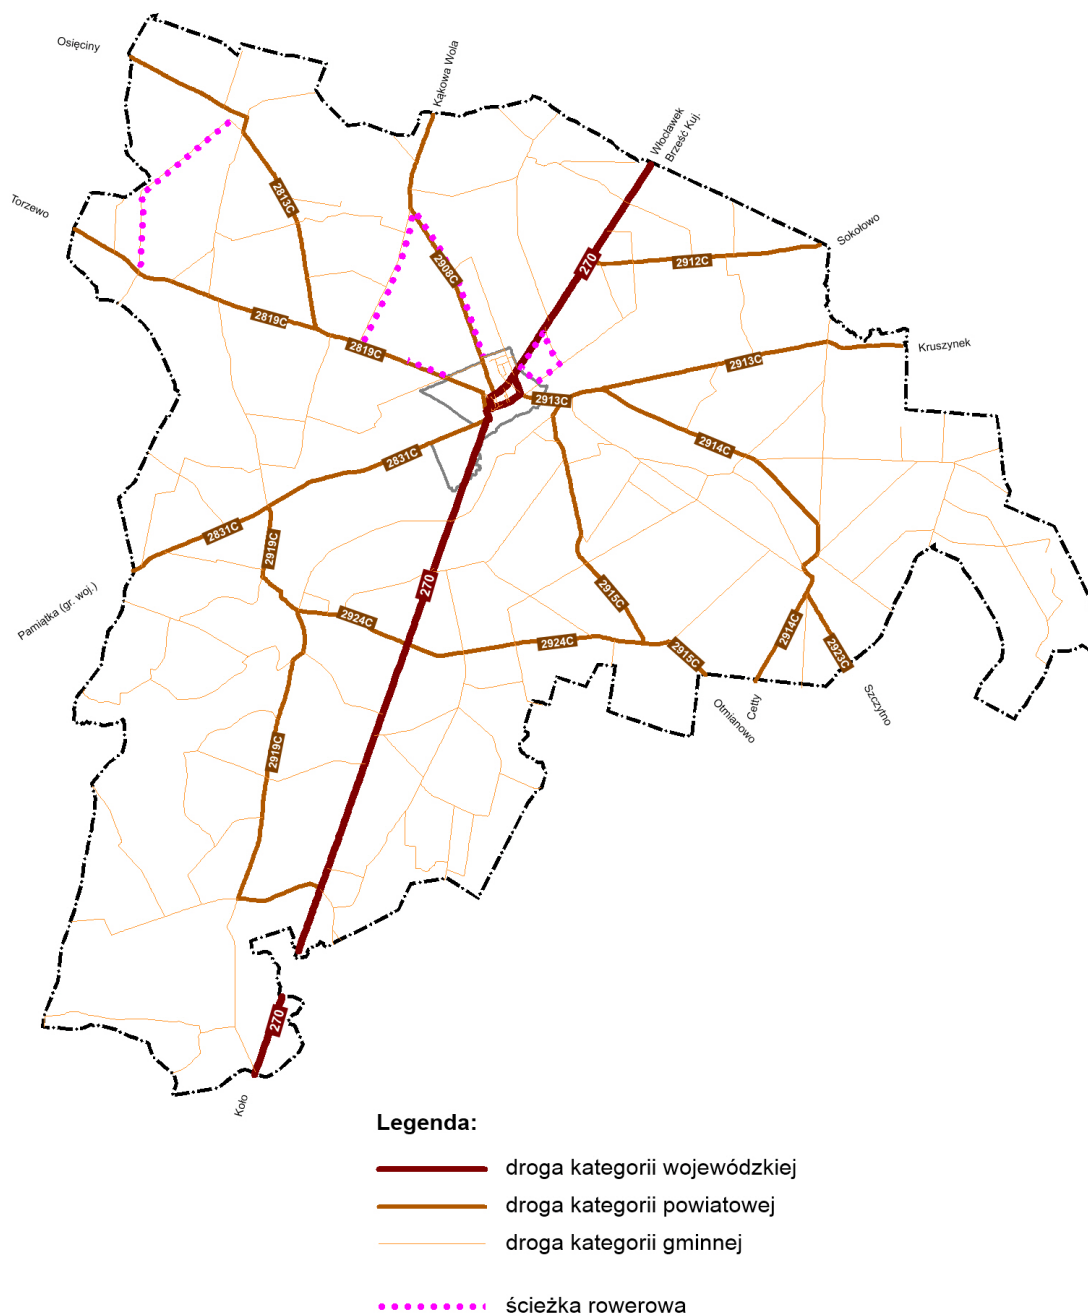 Osięciny
Kąkowa Wola
Włocławek
Brześć Kuj.
Torzewo
2813C
Sokołowo
270
2912C
2908C
2819C
2819C
Kruszynek
2913C
2913C
2914C
2831C
2831C
2919C
270
2915C
Pamiątka (gr. woj.)
2924C
2924C
2915C
2914C
2923C
Otmianowo
Cetty
Szczytno
2919C
270
Koło
Legenda:
droga kategorii wojewódzkiej
droga kategorii powiatowej
droga kategorii gminnej
ścieżka rowerowa